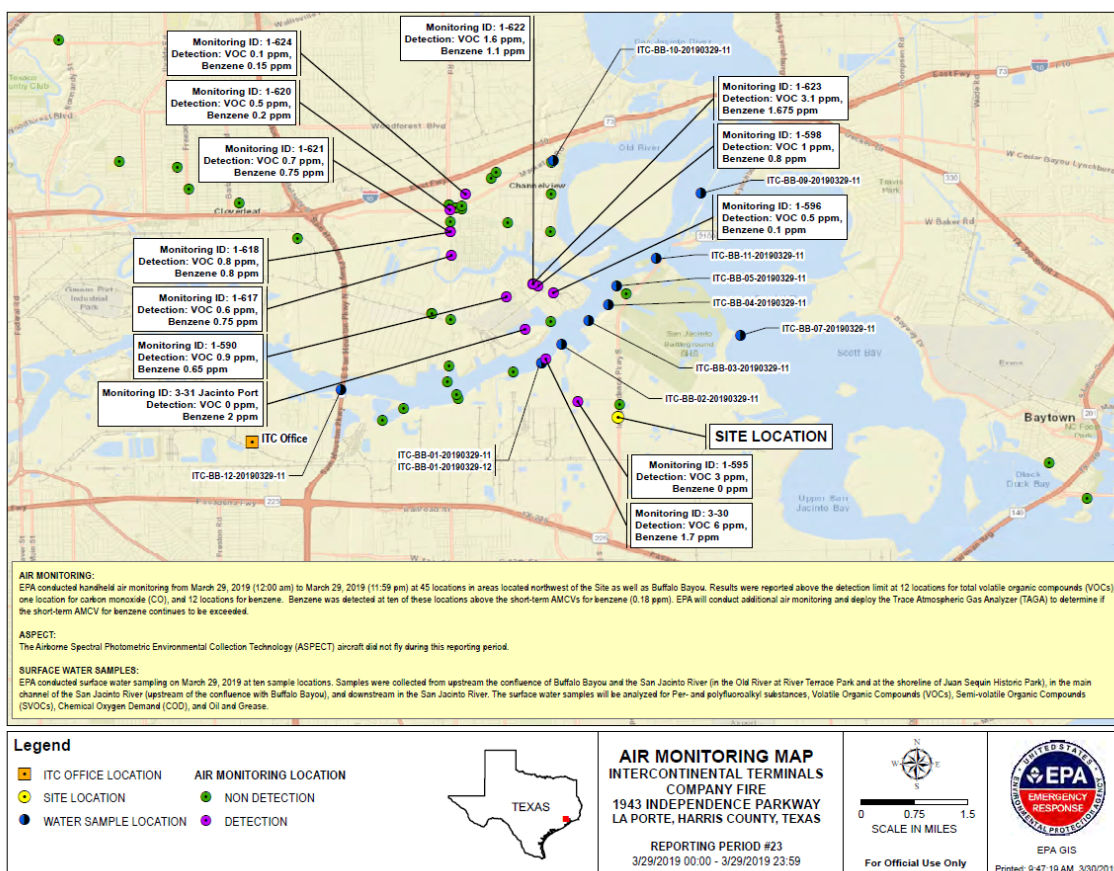 Monitoring ID: 1-622
Detection: VOC 1.6 ppm,
Benzene 1.1 ppm
Monitoring ID: 1-624
Detection: VOC 0.1 ppm,
Benzene 0.15 ppm
Monitoring ID: 1-620
Detection: VOC 0.5 ppm,
Benzene 0.2 ppm
Monitoring ID: 1-621
Detection: VOC 0.7 ppm,
Benzene 0.75 ppm
Monitoring ID: 1-618
Detection: VOC 0.8 ppm,
Benzene 0.8 ppm
Monitoring ID: 1-617
Detection: VOC 0.6 ppm,
Benzene 0.75 ppm
Monitoring ID: 1-590
Detection: VOC 0.9 ppm,
Benzene 0.65 ppm
Monitoring ID: 3-31 Jacinto Port
Detection: VOC 0 ppm,
Benzene 2 ppm
ITC-BB-10-20190329-11
Monitoring ID: 1-623
Detection: VOC 3.1 ppm,
Benzene 1.675 ppm
Monitoring ID: 1-598
Detection: VOC 1 ppm,
Benzene 0.8 ppm
ITC-BB-09-20190329-11
Monitoring ID: 1-596
Detection: VOC 0.5 ppm,
Benzene 0.1 ppm
ITC-BB-11-20190329-11
ITC-BB-05-20190329-11
ITC-BB-04-20190329-11
ITC-BB-07-20190329-11
ITC-BB-03-20190329-11
ITC-BB-02-20190329-11
SITE LOCATION
ITC Office
ITC-BB-01-20190329-11
ITC-BB-01-20190329-12
ITC-BB-12-20190329-11
Monitoring ID: 1-595
Detection: VOC 3 ppm,
Benzene 0 ppm
Monitoring ID: 3-30
Detection: VOC 6 ppm,
Benzene 1.7 ppm
Woodforest Blvd
East Fwy
Old River
Channelview
Cloverleaf
San Jacinto
Battleground
Scott Bay
Baytown
Black
Duck Bay
Upper San
Jacinto Bay
73
330
225
201
140
AIR MONITORING:
EPA conducted handheld air monitoring from March 29, 2019 (12:00 am) to March 29, 2019 (11:59 pm) at 45 locations in areas located northwest of the Site as well as Buffalo Bayou. Results were reported above the detection limit at 12 locations for total volatile organic compounds (VOCs)
one location for carbon monoxide (CO), and 12 locations for benzene. Benzene was detected at ten of these locations above the short-term AMCVs for benzene (0.18 ppm). EPA will conduct additional air monitoring and deploy the Trace Atmospheric Gas Analyzer (TAGA) to determine if
the short-term AMCV for benzene continues to be exceeded.
ASPECT:
The Airborne Spectral Photometric Environmental Collection Technology (ASPECT) aircraft did not fly during this reporting period.
SURFACE WATER SAMPLES:
EPA conducted surface water sampling on March 29, 2019 at ten sample locations. Samples were collected from upstream the confluence of Buffalo Bayou and the San Jacinto River (in the Old River at River Terrace Park and at the shoreline of Juan Sequin Historic Park), in the main
channel of the San Jacinto River (upstream of the confluence with Buffalo Bayou), and downstream in the San Jacinto River. The surface water samples will be analyzed for Per- and polyfluoroalkyl substances, Volatile Organic Compounds (VOCs), Semi-volatile Organic Compounds
(SVOCs), Chemical Oxygen Demand (COD), and Oil and Grease.
Legend
ITC OFFICE LOCATION
SITE LOCATION
WATER SAMPLE LOCATION
AIR MONITORING LOCATION
NON DETECTION
DETECTION
TEXAS
AIR MONITORING MAP
INTERCONTINENTAL TERMINALS
COMPANY FIRE
1943 INDEPENDENCE PARKWAY
LA PORTE, HARRIS COUNTY, TEXAS
REPORTING PERIOD #23
3/29/2019 00:00 - 3/29/2019 23:59
N
W E
S
0 0.75 1.5
SCALE IN MILES
For Official Use Only
UNITED STATES
EPA
EMERGENCY
RESPONSE
ENVIRONMENTAL PROTECTION AGENCY
EPA GIS
Printed: 9:47:19 AM, 3/30/201